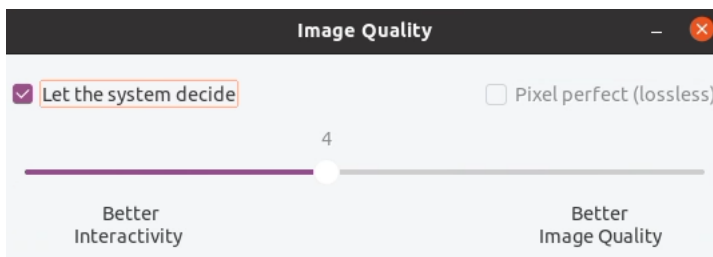 Image Quality
Let the system decide
Pixel perfect (lossless)
4
Better
Interactivity
Better
Image Quality